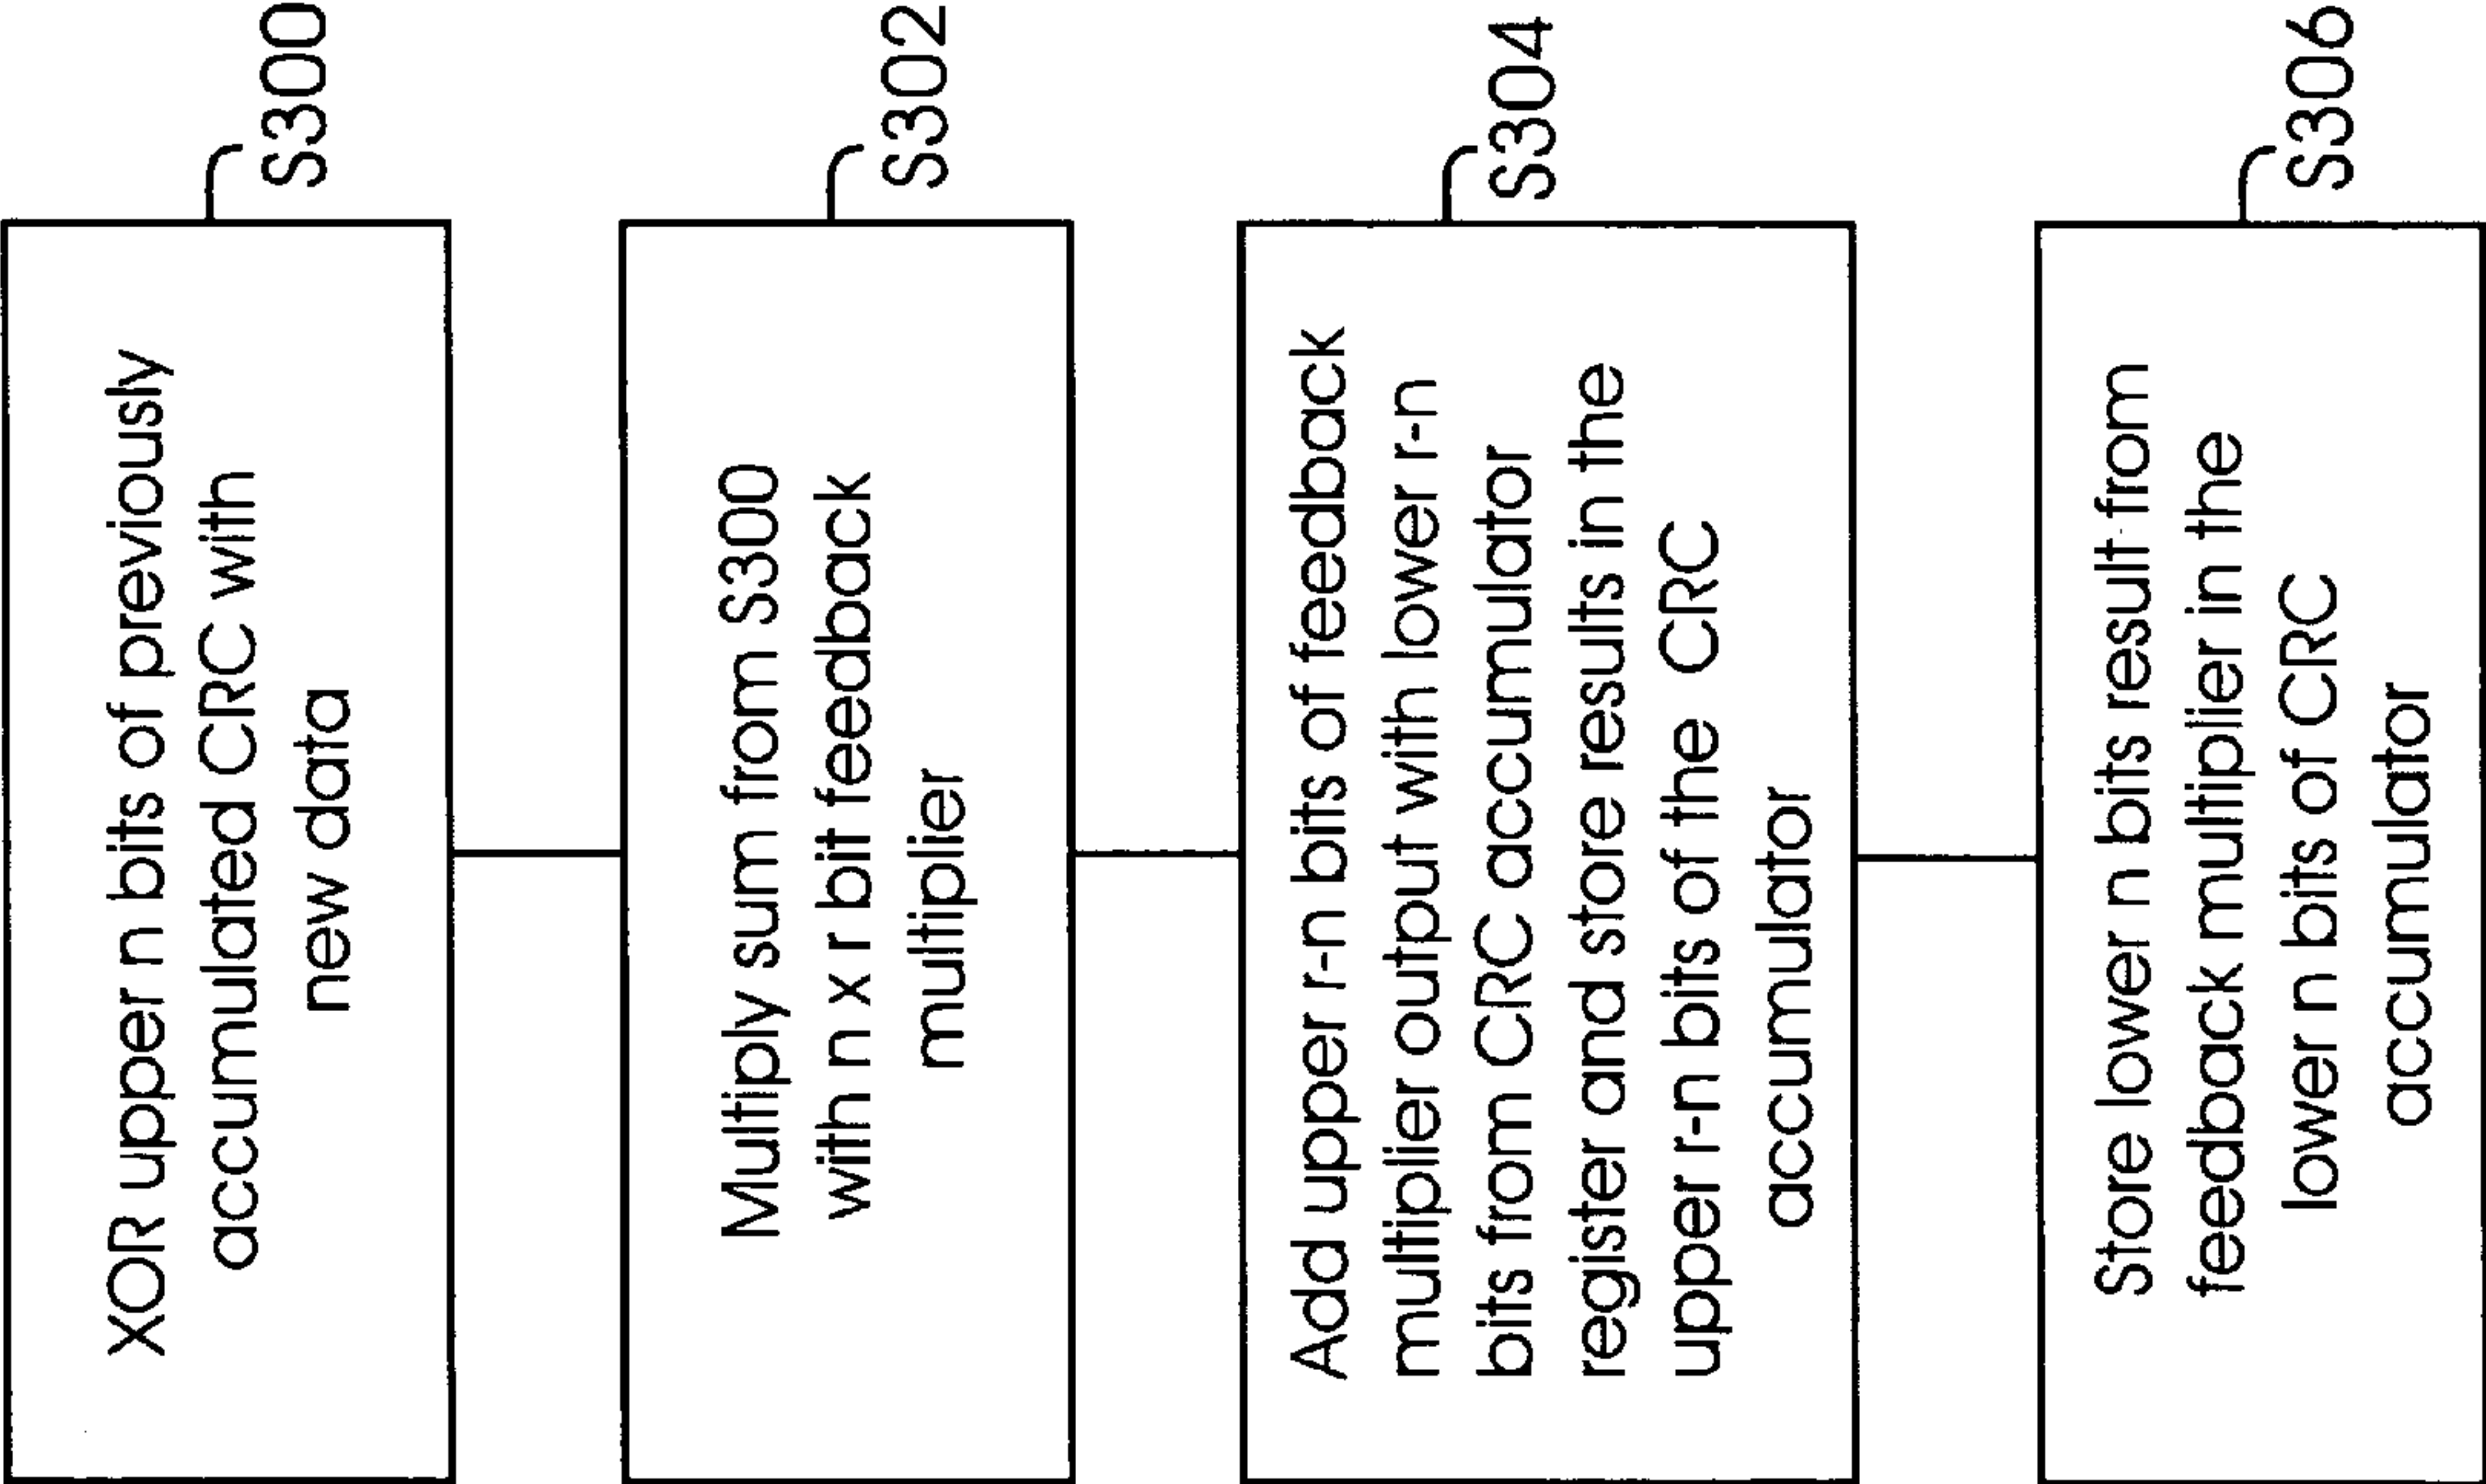 XOR upper n bits of previously
accumulated CRC with
new data
S300
Multiply sum from S300
with n x r bit feedback
multiplier
S302
Add upper r-n bits of feedback
multiplier output with lower r-n
bits from CRC accumulator
register and store results in the
upper r-n bits of the CRC
accumulator
S304
Store lower n bits result from
feedback multiplier in the
lower n bits of CRC
accumulator
S306